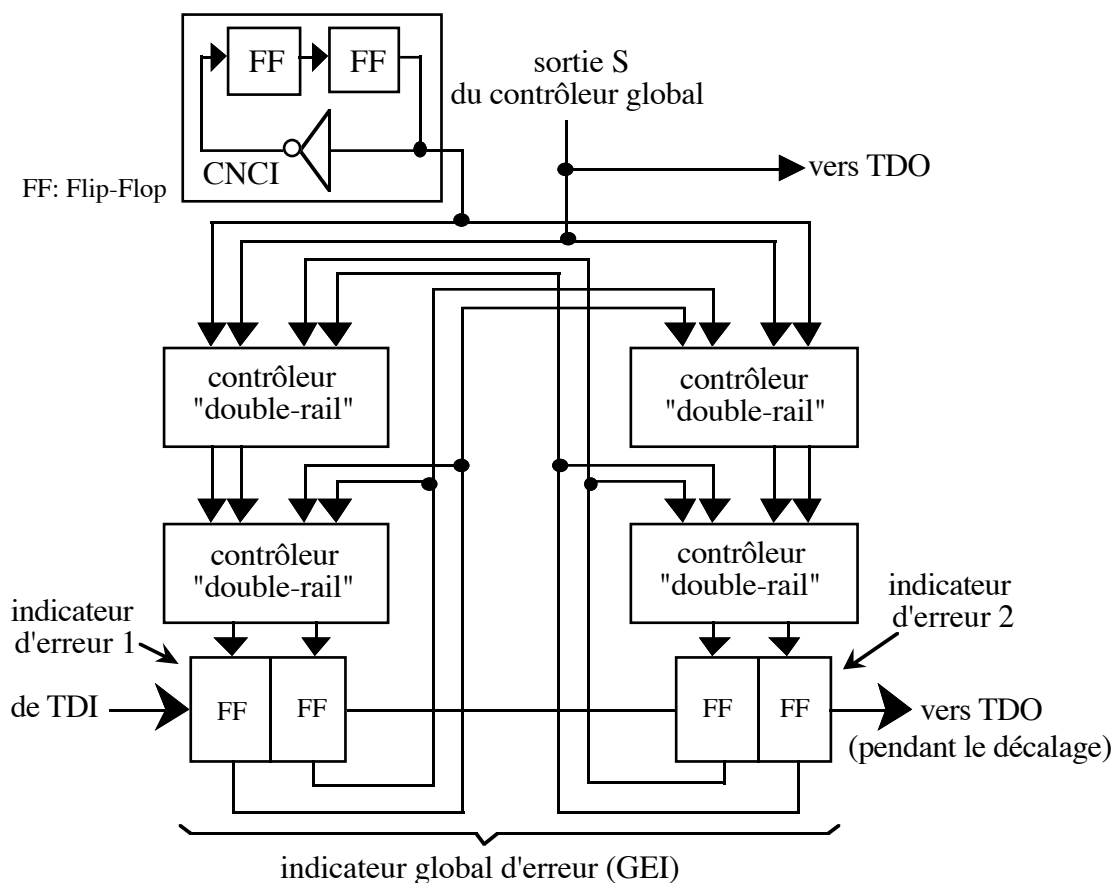 FF
FF
CNCI
FF: Flip-Flop
sortie S
du contrôleur global
vers TDO
contrôleur
"double-rail"
contrôleur
"double-rail"
contrôleur
"double-rail"
contrôleur
"double-rail"
indicateur
d'erreur 1
indicateur
d'erreur 2
de TDI
FF
FF
FF
FF
vers TDO
(pendant le décalage)
indicateur global d'erreur (GEI)